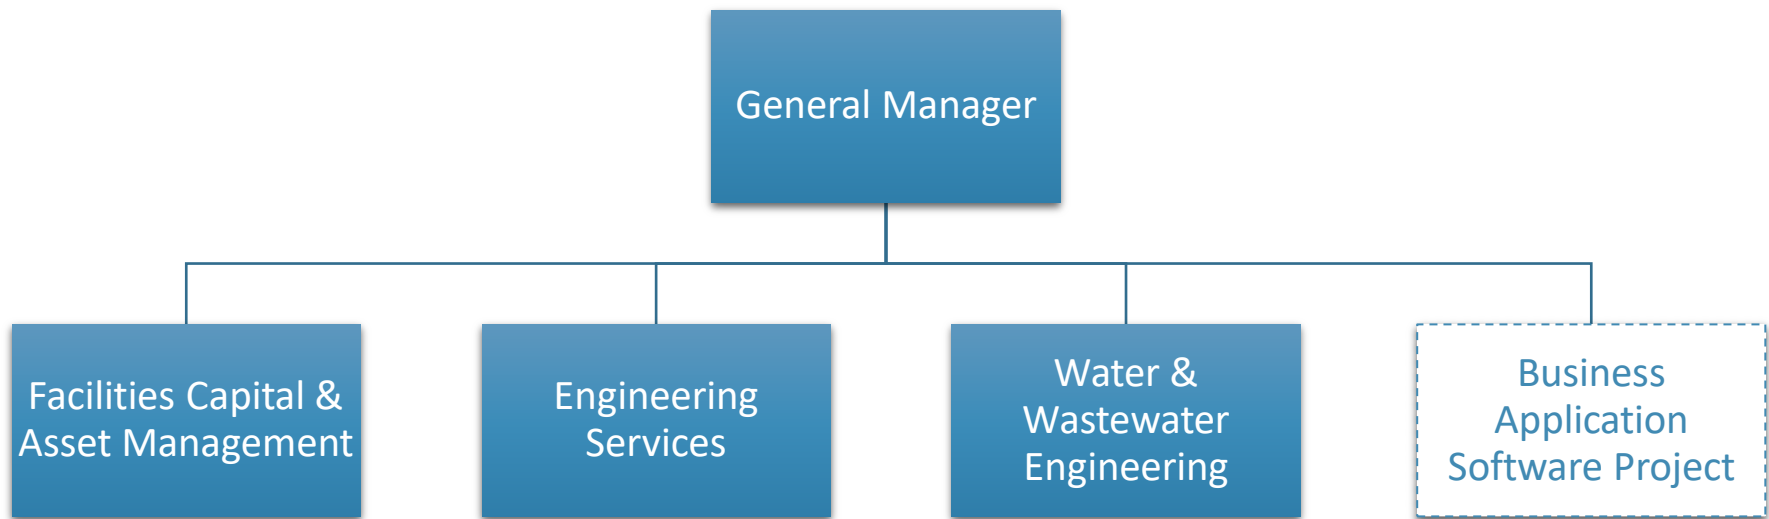 General Manager
Facilities Capital &
Asset Management
Engineering
Services
Water &
Wastewater
Engineering
Business
Application
Software Project